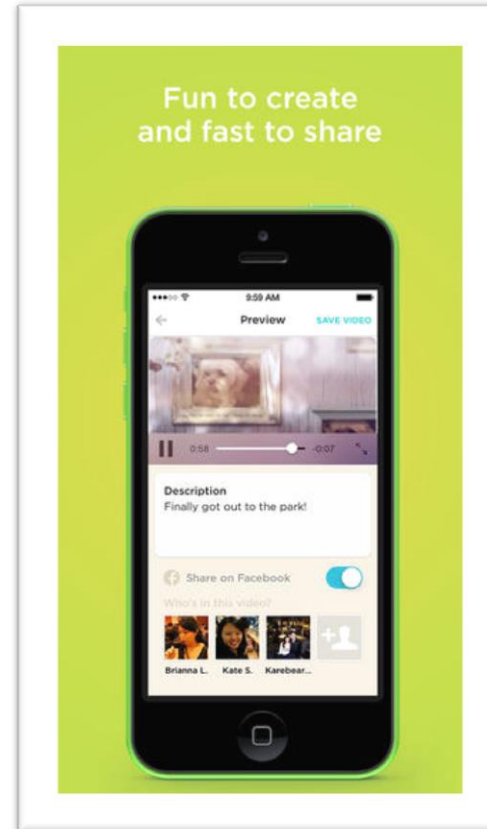 Fun to create
and fast to share
9:59 AM
Preview
SAVE VIDEO
0:58
-0:07
Description
Finally got out to the park!
Share on Facebook
Who's in this video?
Brianna L.
Kate S.
Karebear...